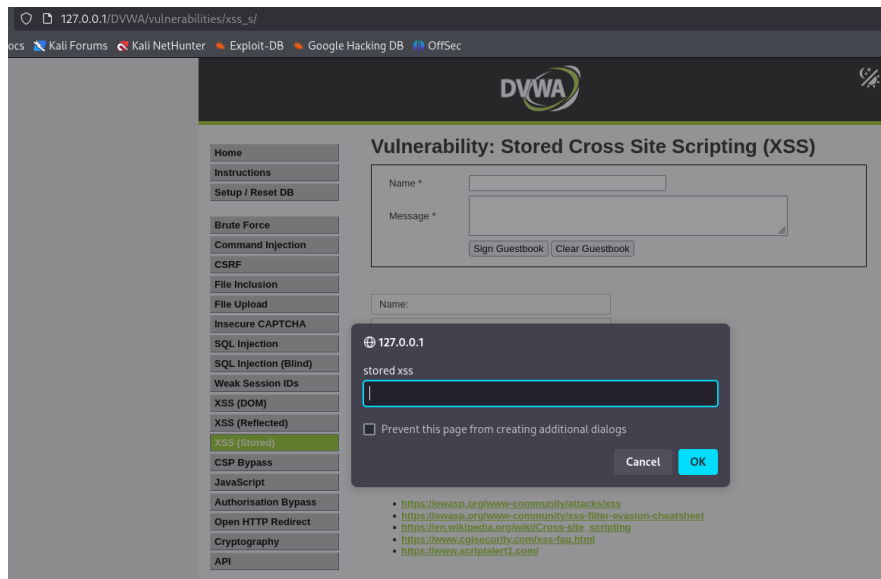 127.0.0.1/DVWA/vulnerabilities/xss_s/
ocs Kali Forums Kali NetHunter Exploit-DB Google Hacking DB OffSec
DVWA
Vulnerability: Stored Cross Site Scripting (XSS)
Home
Instructions
Setup / Reset DB
Brute Force
Command Injection
CSRF
File Inclusion
File Upload
Insecure CAPTCHA
SQL Injection
SQL Injection (Blind)
Weak Session IDs
XSS (DOM)
XSS (Reflected)
XSS (Stored)
CSP Bypass
JavaScript
Authorisation Bypass
Open HTTP Redirect
Cryptography
API
Name *
Message *
Sign Guestbook Clear Guestbook
Name:
127.0.0.1
stored xss
Prevent this page from creating additional dialogs
Cancel OK
https://owasp.org/www-community/attacks/xss
https://owasp.org/www-community/xss-filter-evasion-cheatsheet
https://en.wikipedia.org/wiki/Cross-site_scripting
https://www.cgisecurity.com/xss-faq.html
https://www.scriptalert1.com/